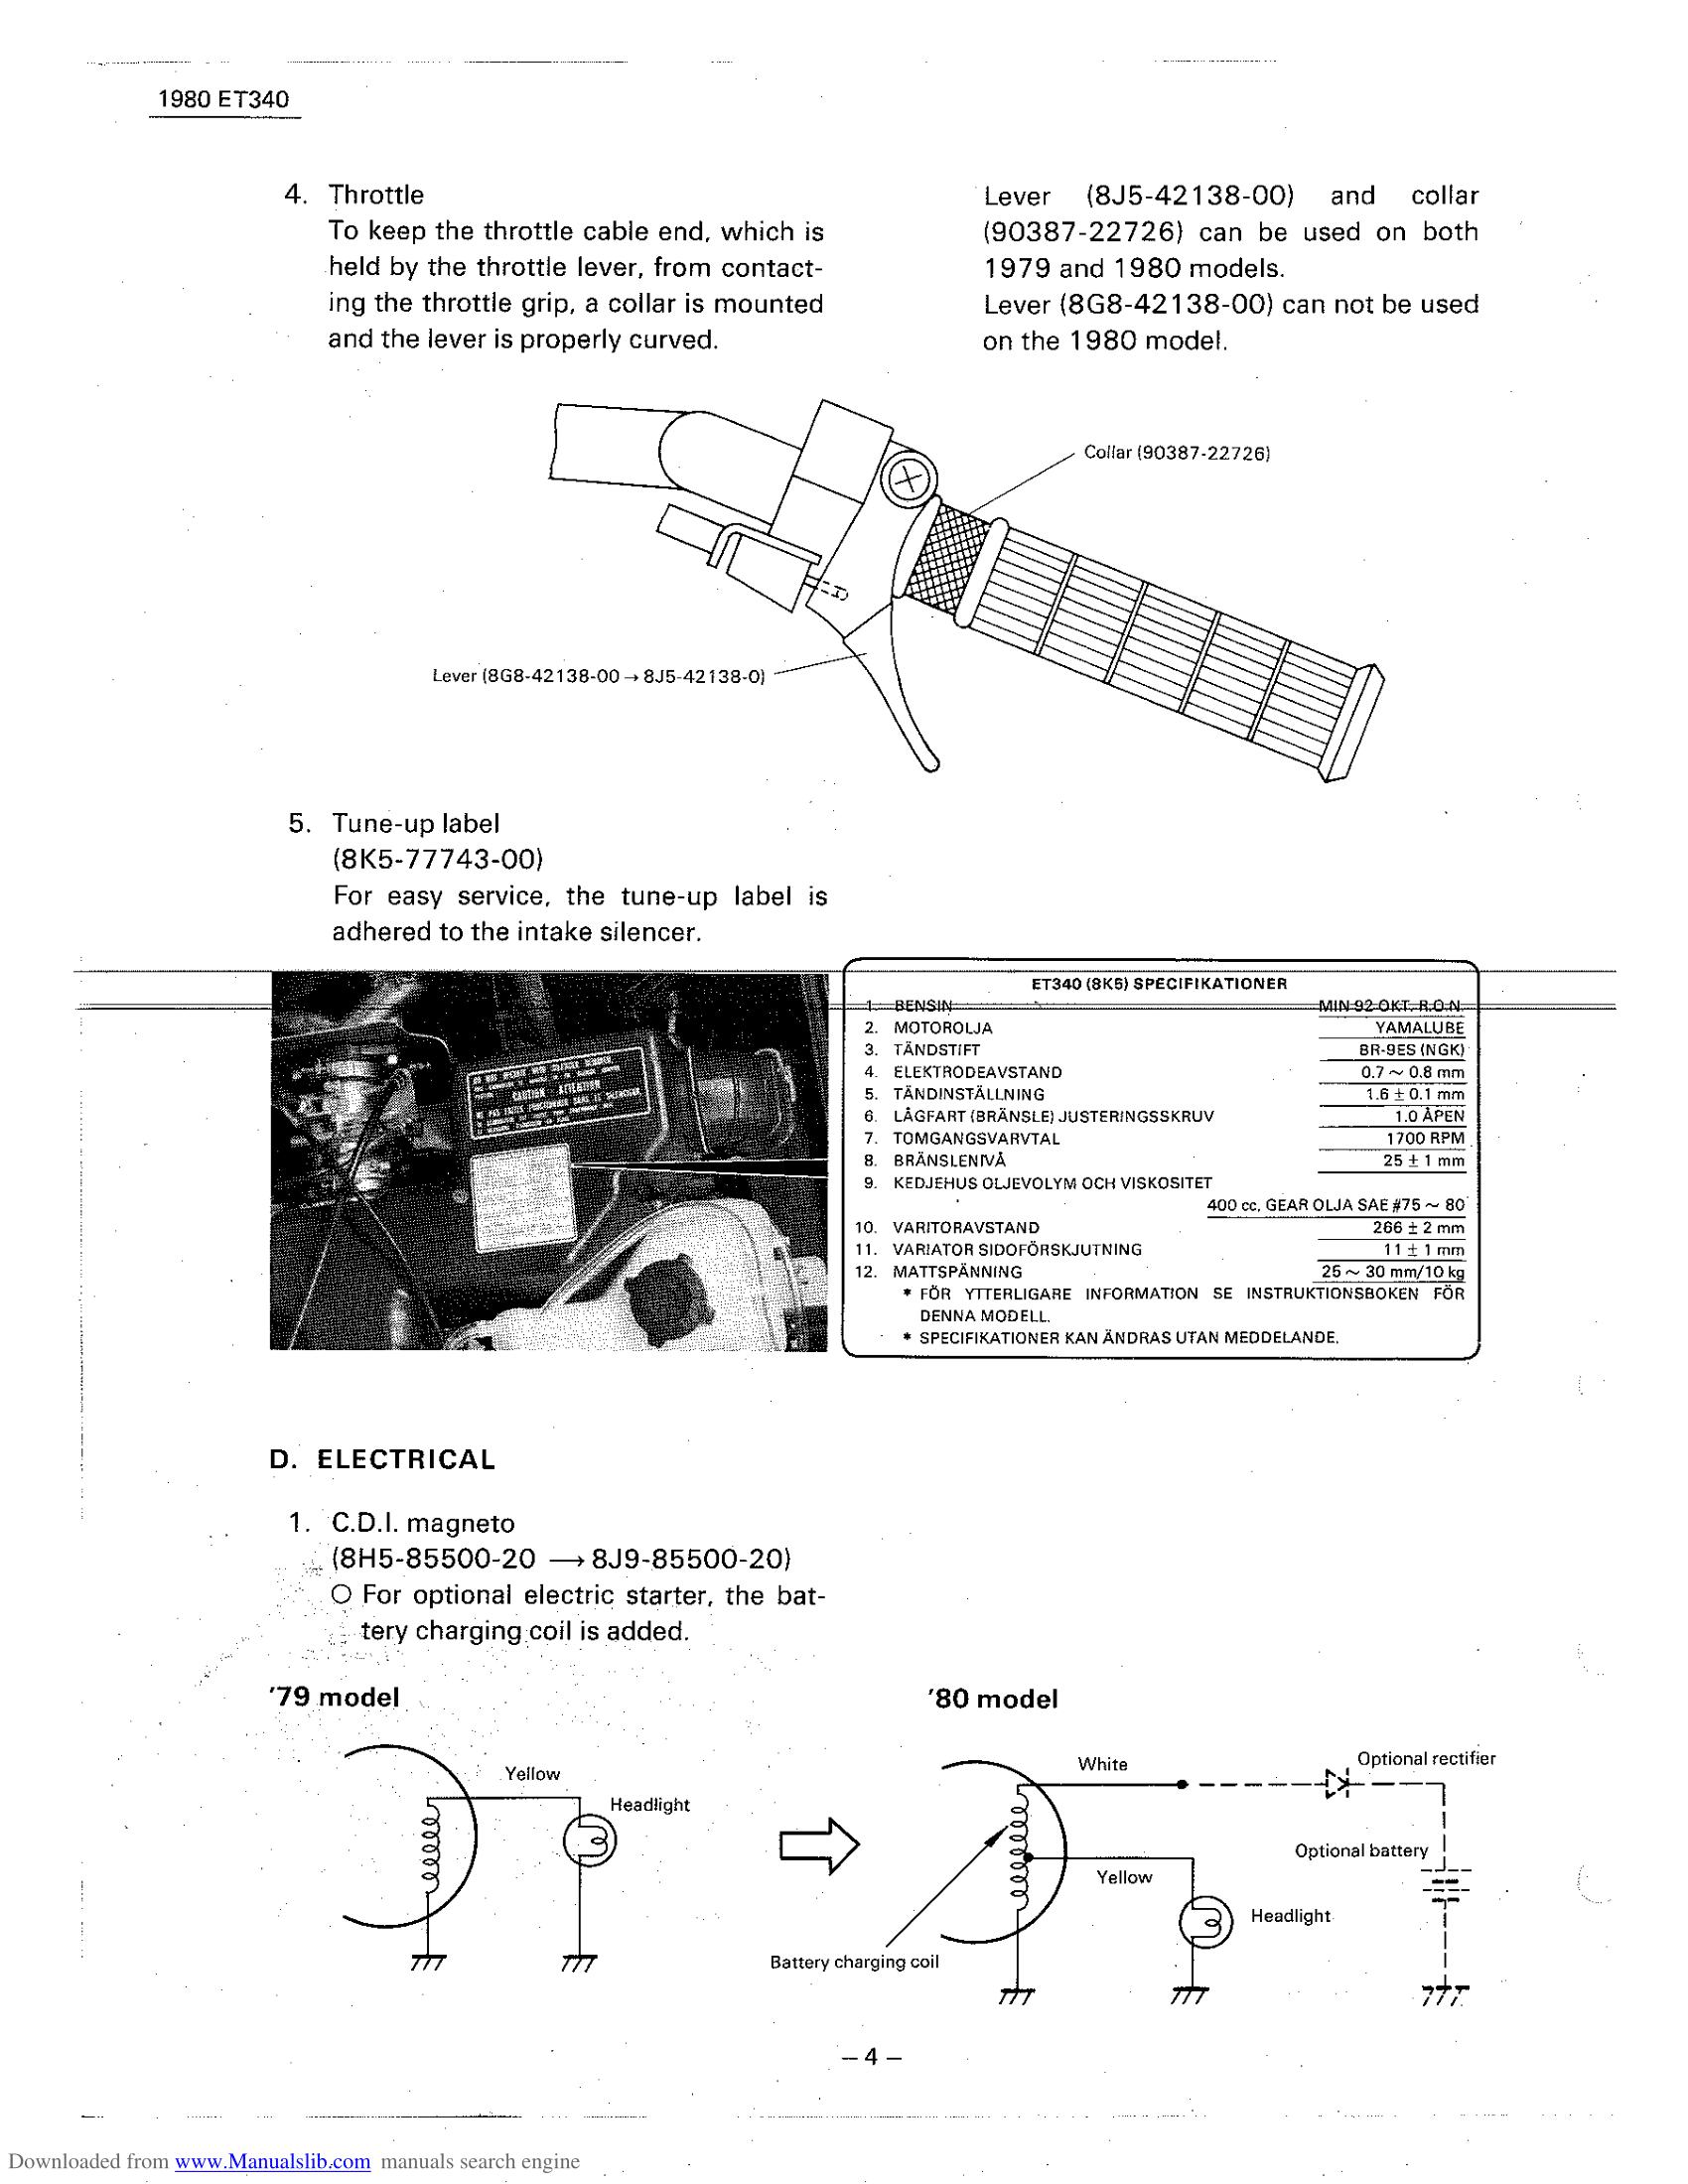 1980 ET340
4. Throttle
To keep the throttle cable end, which is
held by the throttle lever, from contact-
ing the throttle grip, a collar is mounted
and the lever is properly curved.
Lever (8J5-42138-00) and collar
(90387-22726) can be used on both
1979 and 1980 models.
Lever (8G8-42138-00) can not be used
on the 1980 model.
Collar (90387-22726)
Lever (8G8-42138-00 → 8J5-42138-0)
5. Tune-up label
(8K5-77743-00)
For easy service, the tune-up label is
adhered to the intake silencer.
CAUTION ATTENTION
ET340 (8K5) SPECIFIKATIONER
1. BENSIN MIN 92 OKT. R.O.N.
2. MOTOROLJA YAMALUBE
3. TÄNDSTIFT BR-9ES (NGK)
4. ELEKTRODEAVSTAND 0.7 ~ 0.8 mm
5. TÄNDINSTÄLLNING 1.6 ± 0.1 mm
6. LÅGFART (BRÄNSLE) JUSTERINGSSKRUV 1.0 ÅPEN
7. TOMGANGSVARVTAL 1700 RPM
8. BRÄNSLENIVÅ 25 ± 1 mm
9. KEDJEHUS OLJEVOLYM OCH VISKOSITET
400 cc. GEAR OLJA SAE #75 ~ 80
10. VARITORAVSTAND 266 ± 2 mm
11. VARIATOR SIDOFÖRSKJUTNING 11 ± 1 mm
12. MATTSPÄNNING 25 ~ 30 mm/10 kg
* FÖR YTTERLIGARE INFORMATION SE INSTRUKTIONSBOKEN FÖR
DENNA MODELL.
* SPECIFIKATIONER KAN ÄNDRAS UTAN MEDDELANDE.
D. ELECTRICAL
1. C.D.I. magneto
(8H5-85500-20 → 8J9-85500-20)
○ For optional electric starter, the bat-
tery charging coil is added.
'79 model
Yellow
Headlight
'80 model
White
Optional rectifier
Optional battery
Yellow
Headlight
Battery charging coil
– 4 –
Downloaded from www.Manualslib.com manuals search engine